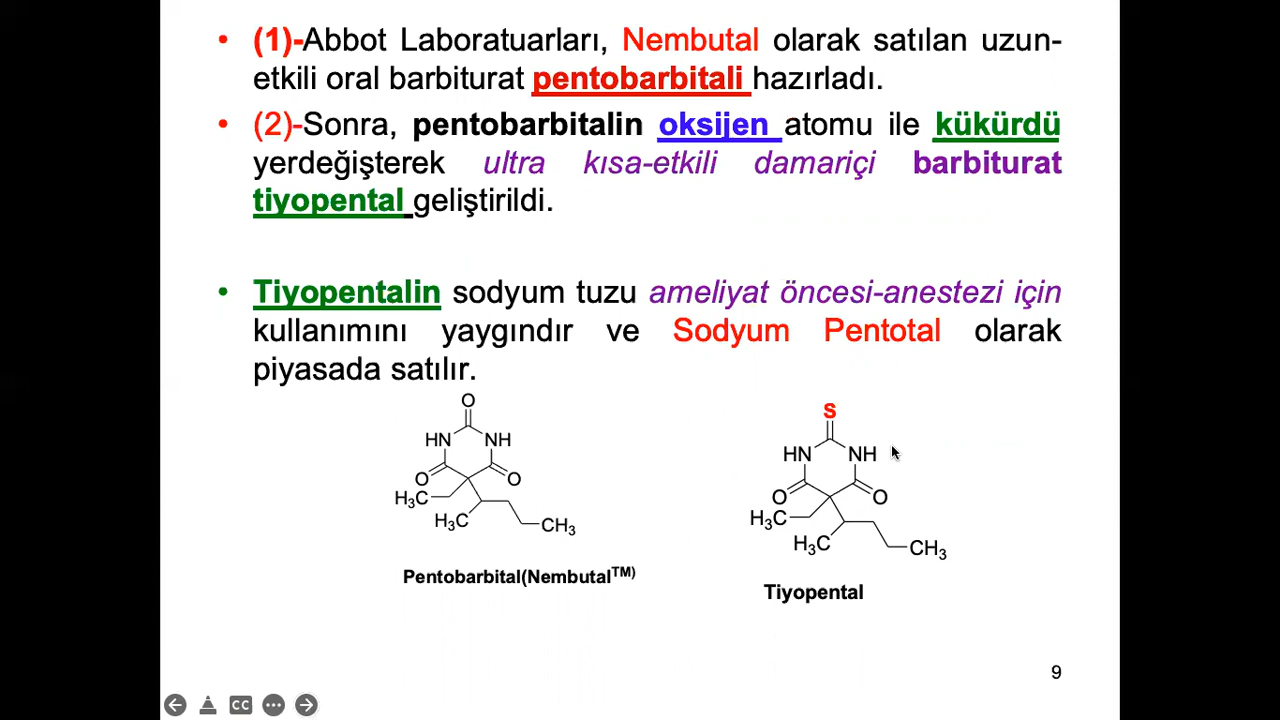 • (1)-Abbot Laboratuarları, Nembutal olarak satılan uzun-
etkili oral barbiturat pentobarbitali hazırladı.
• (2)-Sonra, pentobarbitalin oksijen atomu ile kükürdü
yerdeğişterek ultra kısa-etkili damariçi barbiturat
tiyopental geliştirildi.
• Tiyopentalin sodyum tuzu ameliyat öncesi-anestezi için
kullanımını yaygındır ve Sodyum Pentotal olarak
piyasada satılır.
O
HN NH
O O
H3C
H3C CH3
Pentobarbital(NembutalTM)
S
HN NH
O O
H3C
H3C CH3
Tiyopental
9
CC